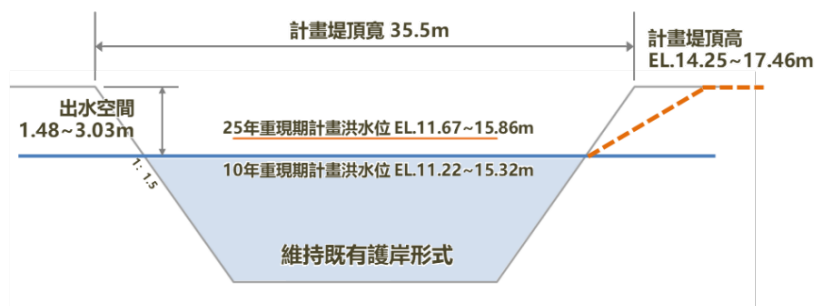 計畫堤頂寬 35.5m
計畫堤頂高
EL.14.25~17.46m
出水空間
1.48~3.03m
25年重現期計畫洪水位 EL.11.67~15.86m
10年重現期計畫洪水位 EL.11.22~15.32m
1: 1.5
維持既有護岸形式